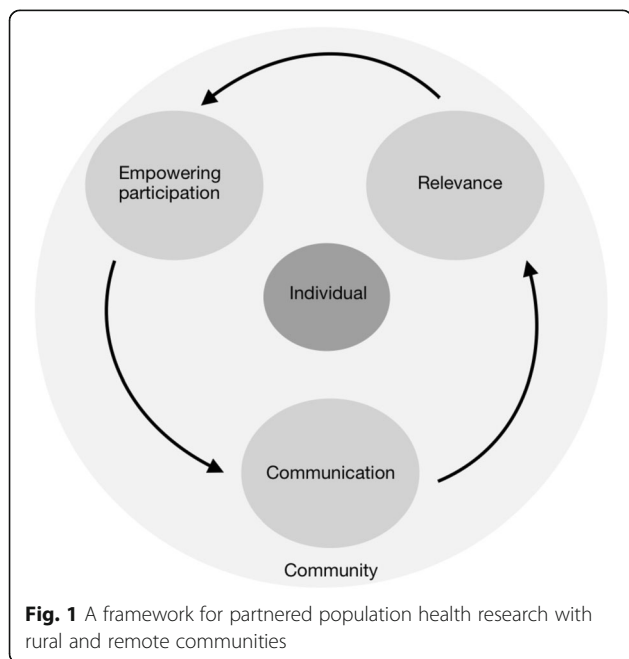 Empowering
participation
Relevance
Individual
Communication
Community
Fig. 1 A framework for partnered population health research with
rural and remote communities